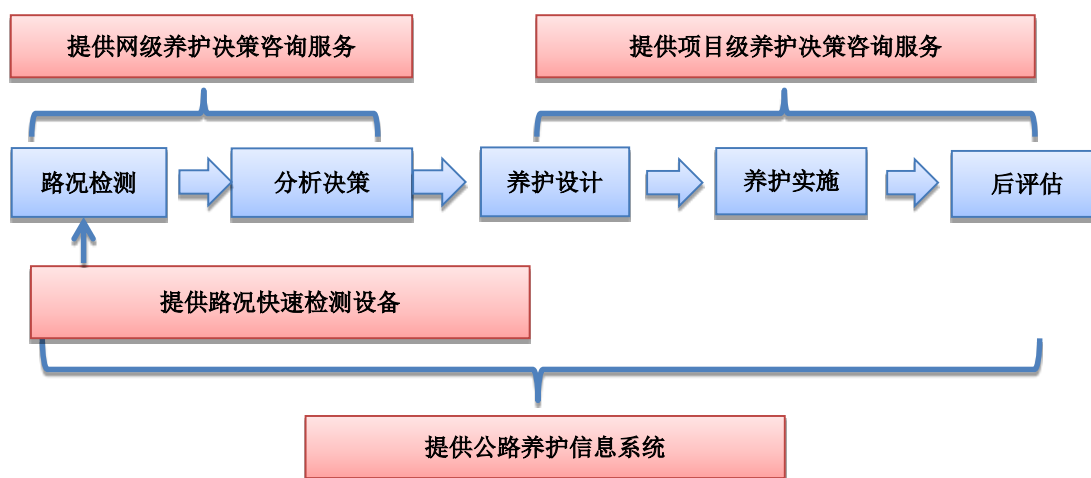 提供网级养护决策咨询服务
提供项目级养护决策咨询服务
路况检测
分析决策
养护设计
养护实施
后评估
提供路况快速检测设备
提供公路养护信息系统